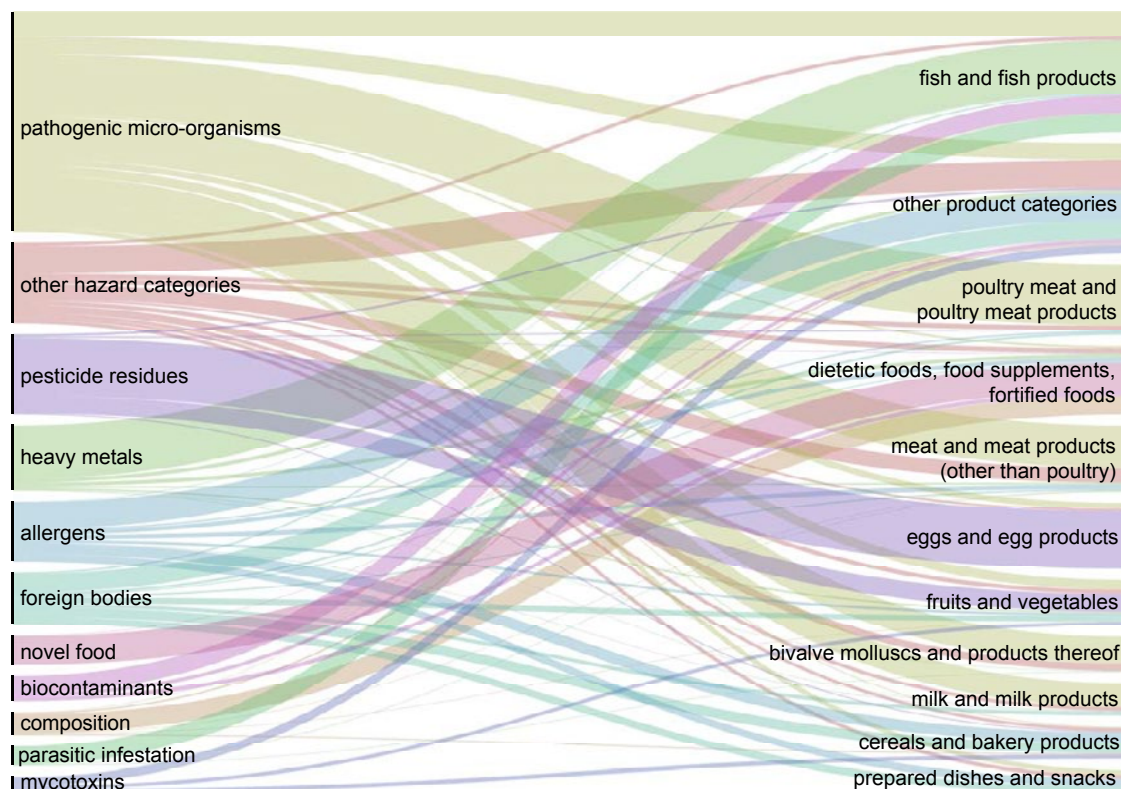 pathogenic micro-organisms
other hazard categories
pesticide residues
heavy metals
allergens
foreign bodies
novel food
biocontaminants
composition
parasitic infestation
mycotoxins
fish and fish products
other product categories
poultry meat and
poultry meat products
dietetic foods, food supplements,
fortified foods
meat and meat products
(other than poultry)
eggs and egg products
fruits and vegetables
bivalve molluscs and products thereof
milk and milk products
cereals and bakery products
prepared dishes and snacks